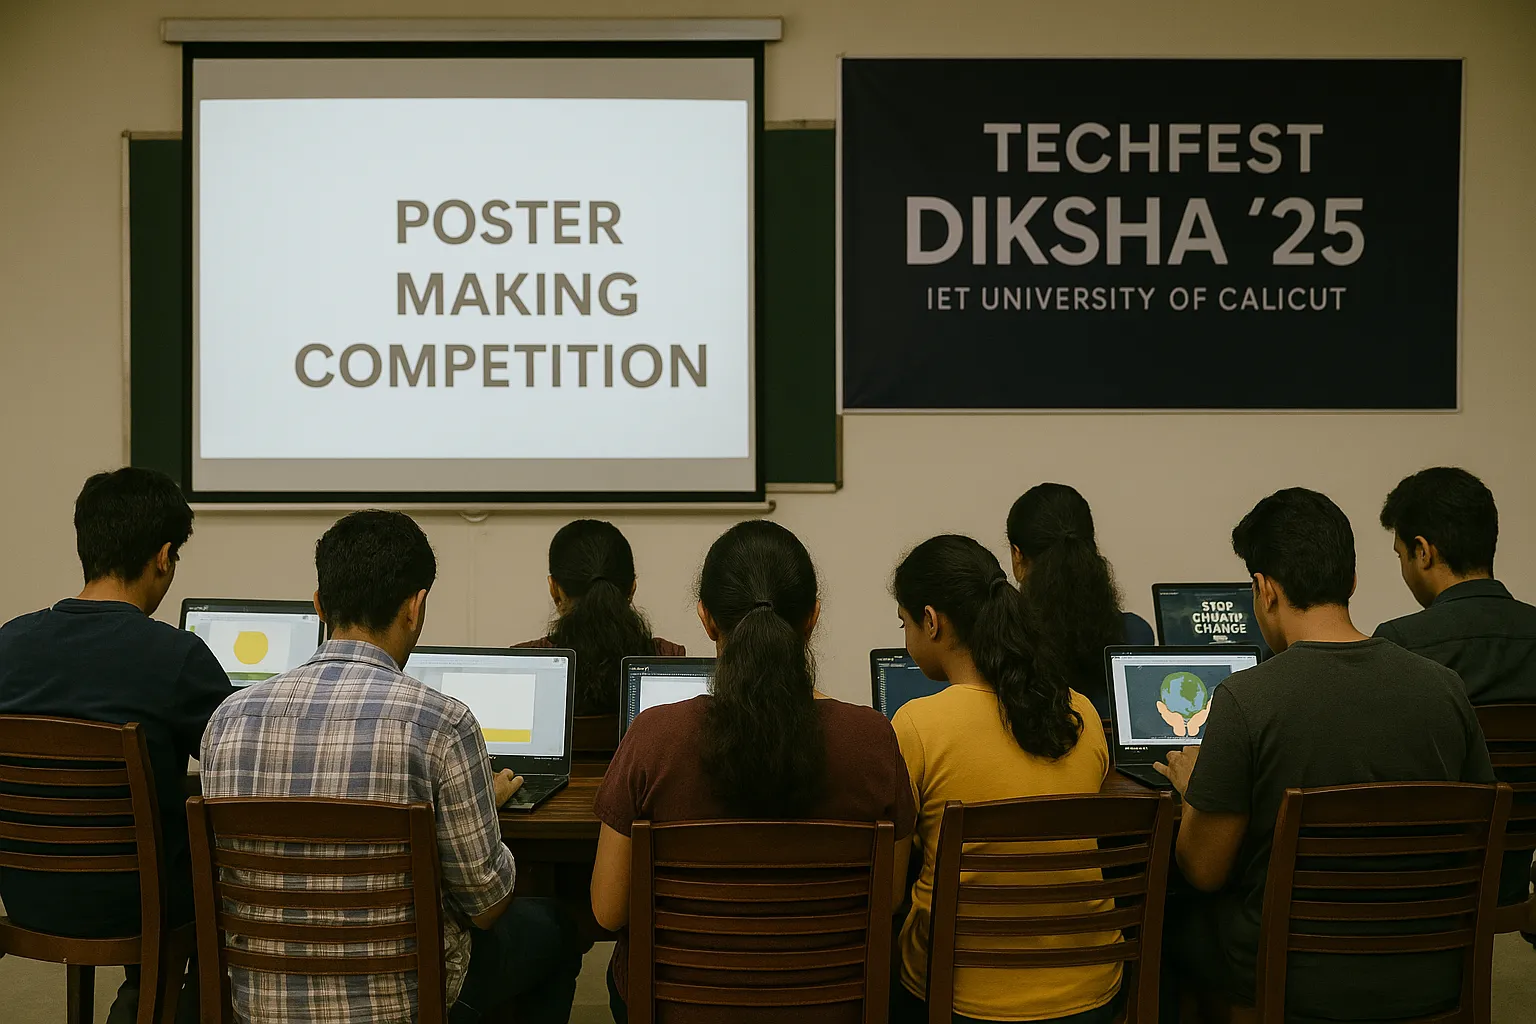 POSTER
MAKING
COMPETITION
TECHFEST
DIKSHA ’25
IET UNIVERSITY OF CALICUT
STOP
CHANGE